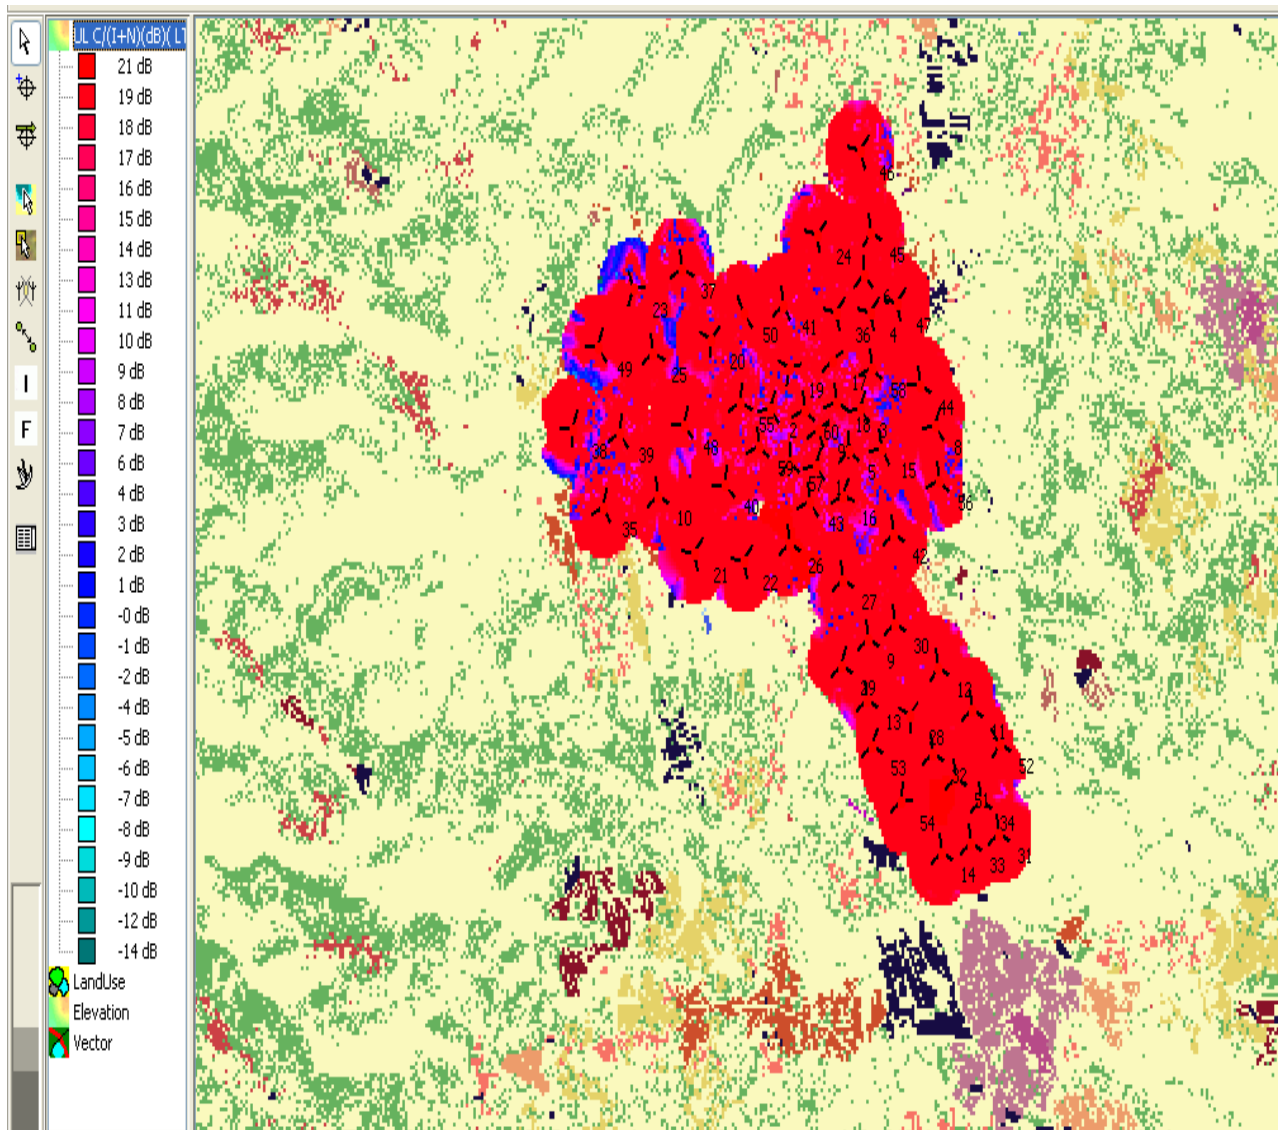 UL C/(I+N)(dB)( LT
21 dB
19 dB
18 dB
17 dB
16 dB
15 dB
14 dB
13 dB
11 dB
10 dB
9 dB
8 dB
7 dB
6 dB
4 dB
3 dB
2 dB
1 dB
-0 dB
-1 dB
-2 dB
-4 dB
-5 dB
-6 dB
-7 dB
-8 dB
-9 dB
-10 dB
-12 dB
-14 dB
LandUse
Elevation
Vector
I
F
46
24
45
37
6
23
41
47
50
36
4
20
49
25
19
17
58
44
55
2
60
18
3
48
8
38
39
59
5
15
57
1
40
56
10
16
35
43
42
26
21
22
27
30
9
12
13
28
11
53
32
52
51
54
34
31
33
14